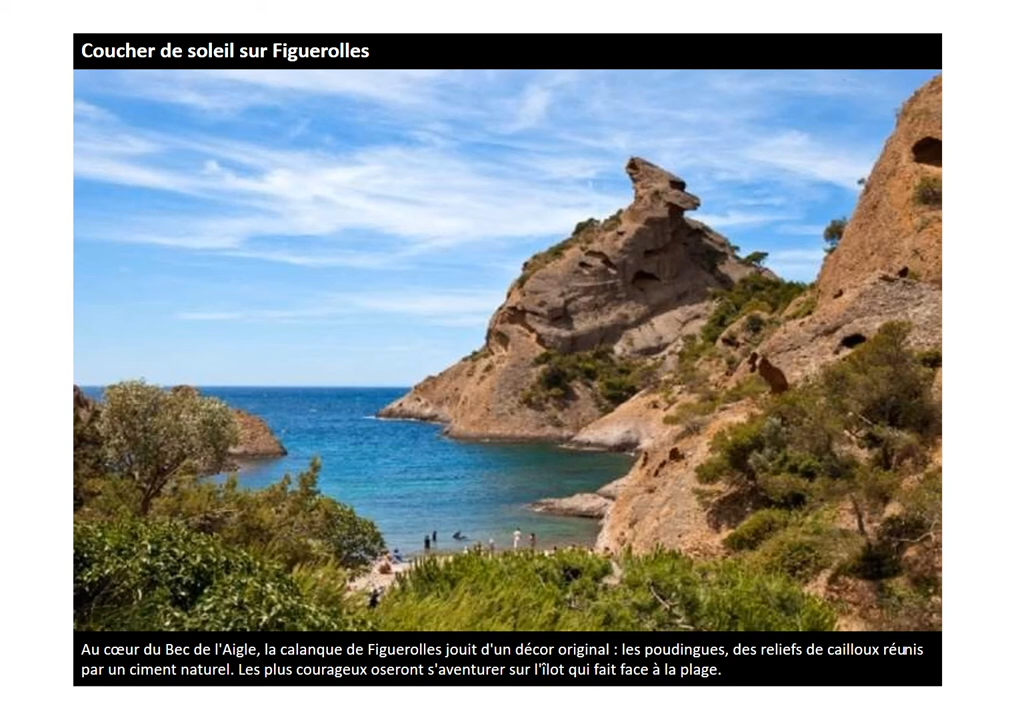 Coucher de soleil sur Figuerolles
Au cœur du Bec de l'Aigle, la calanque de Figuerolles jouit d'un décor original : les poudingues, des reliefs de cailloux réunis
par un ciment naturel. Les plus courageux oseront s'aventurer sur l'îlot qui fait face à la plage.